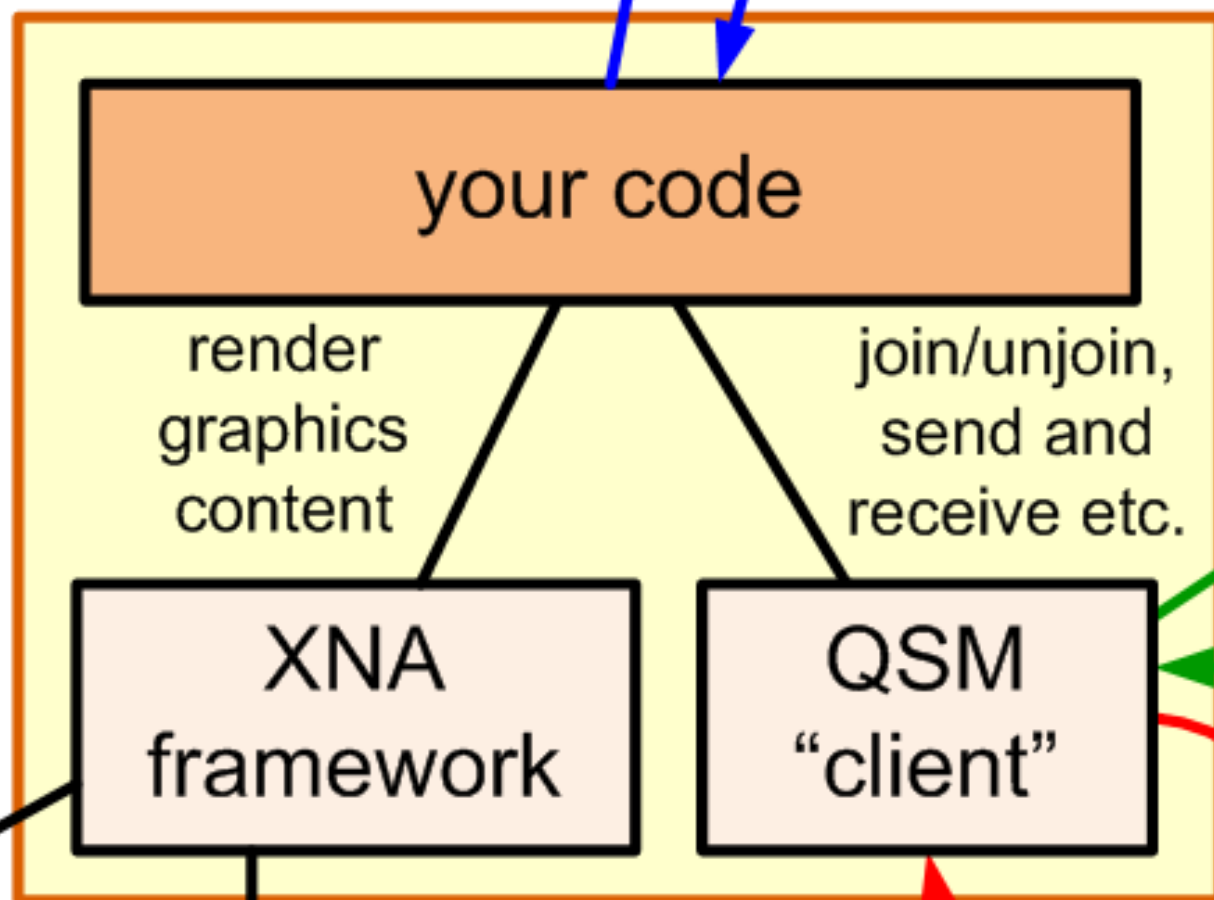 your code
render
graphics
content
join/unjoin,
send and
receive etc.
XNA
framework
QSM
“client”